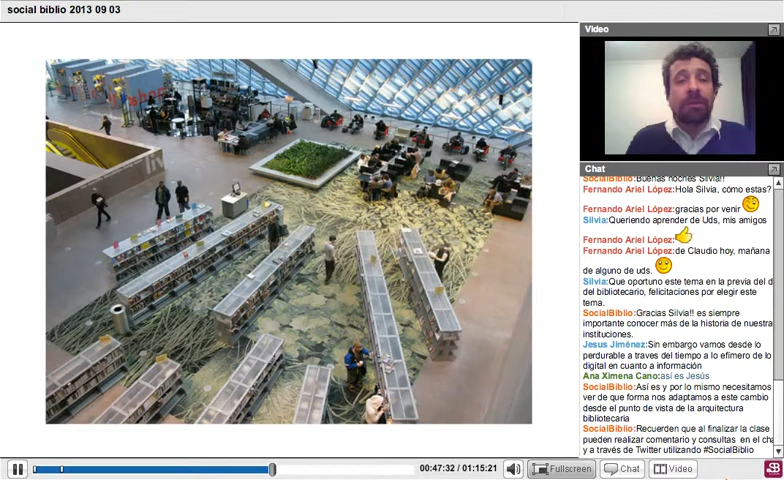 social biblio 2013 09 03
Video
Chat
SocialBiblio:Buenas noches Silvia!!
Fernando Ariel López:Hola Silvia, cómo estas?
Fernando Ariel López:gracias por venir
Silvia:Queriendo aprender de Uds, mis amigos
Fernando Ariel López:
Fernando Ariel López:de Claudio hoy, mañana
de alguno de uds.
Silvia:Que oportuno este tema en la previa del d
del bibliotecario, felicitaciones por elegir este
tema.
SocialBiblio:Gracias Silvia!! es siempre
importante conocer más de la historia de nuestra
instituciones.
Jesus Jiménez:Sin embargo vamos desde lo
perdurable a traves del tiempo a lo efímero de lo
digital en cuanto a información
Ana Ximena Cano:así es Jesús
SocialBiblio:Así es y por lo mismo necesitamos
ver de que forma nos adaptamos a este cambio
desde el punto de vista de la arquitectura
bibliotecaria
SocialBiblio:Recuerden que al finalizar la clase
pueden realizar comentario y consultas en el cha
y a través de Twitter utilizando #SocialBiblio
00:47:32 / 01:15:21
Fullscreen
Chat
Video
SB